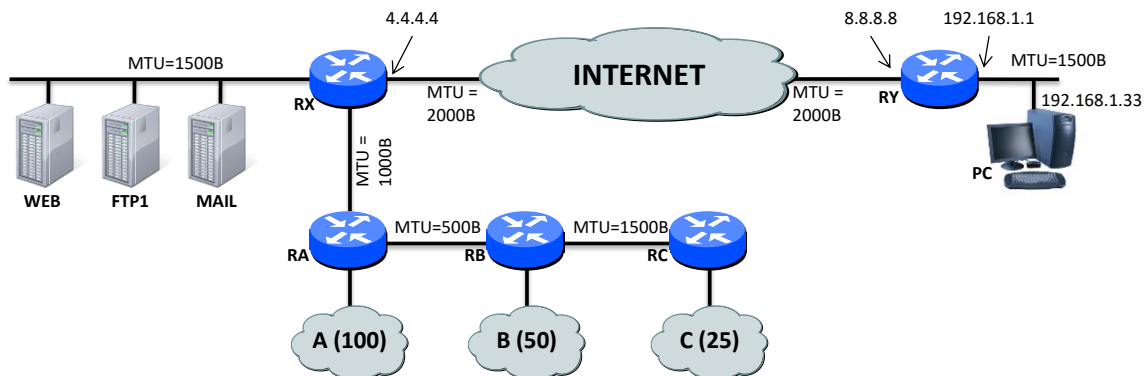 4.4.4.4
8.8.8.8
192.168.1.1
MTU=1500B
INTERNET
MTU=1500B
RX
MTU =
2000B
MTU =
2000B
RY
192.168.1.33
MTU =
1000B
WEB
FTP1
MAIL
PC
MTU=500B
MTU=1500B
RA
RB
RC
A (100)
B (50)
C (25)